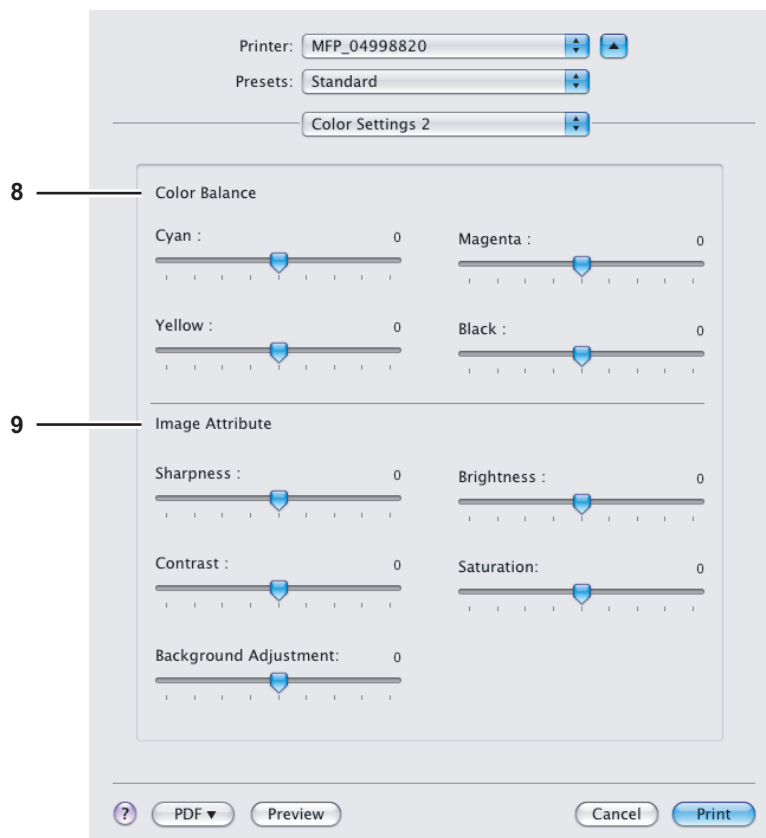 Printer: MFP_04998820
Presets: Standard
Color Settings 2
8
Color Balance
Cyan : 0
Magenta : 0
Yellow : 0
Black : 0
9
Image Attribute
Sharpness : 0
Brightness : 0
Contrast : 0
Saturation: 0
Background Adjustment: 0
? PDF▼ Preview Cancel Print